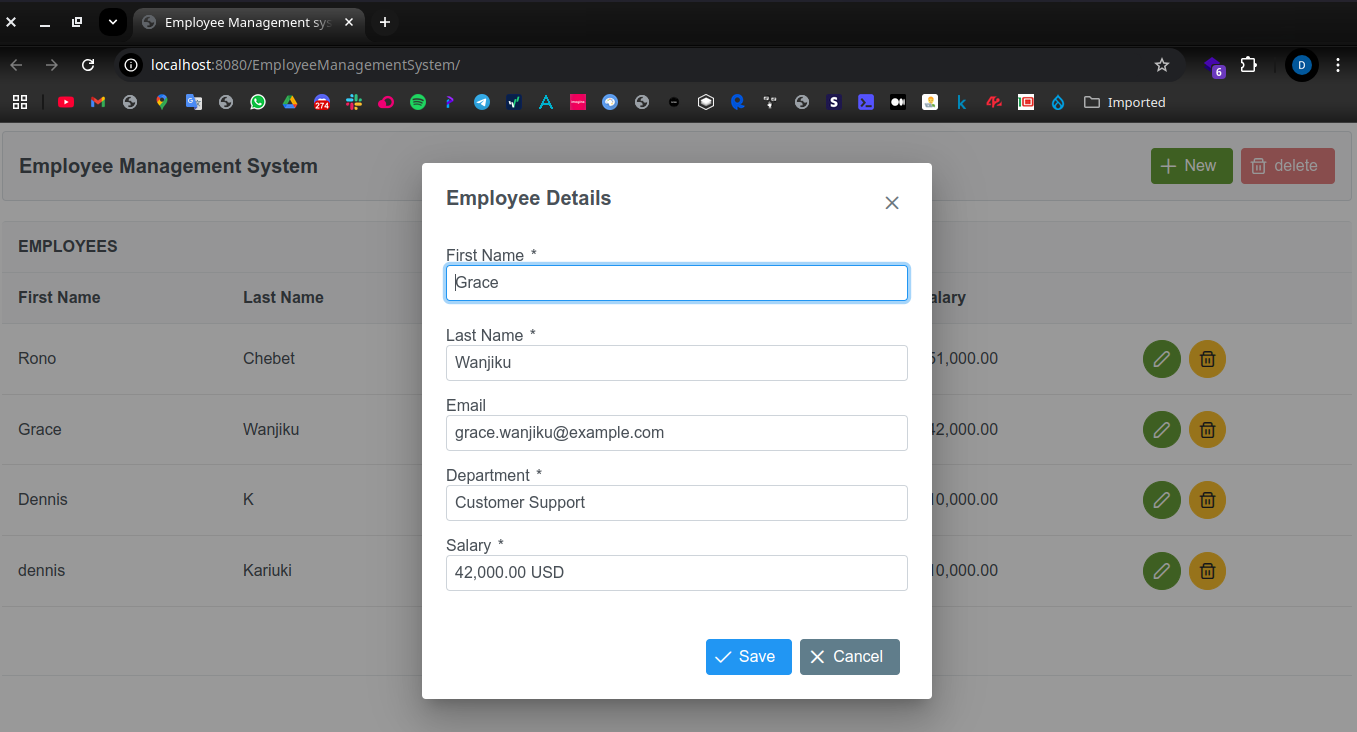 Employee Management sys
localhost:8080/EmployeeManagementSystem/
6
D
274
S
k
Imported
Employee Management System
New
delete
EMPLOYEES
First Name Last Name alary
Rono Chebet 51,000.00
Grace Wanjiku 42,000.00
Dennis K 10,000.00
dennis Kariuki 10,000.00
Employee Details
First Name *
Grace
Last Name *
Wanjiku
Email
grace.wanjiku@example.com
Department *
Customer Support
Salary *
42,000.00 USD
Save
Cancel